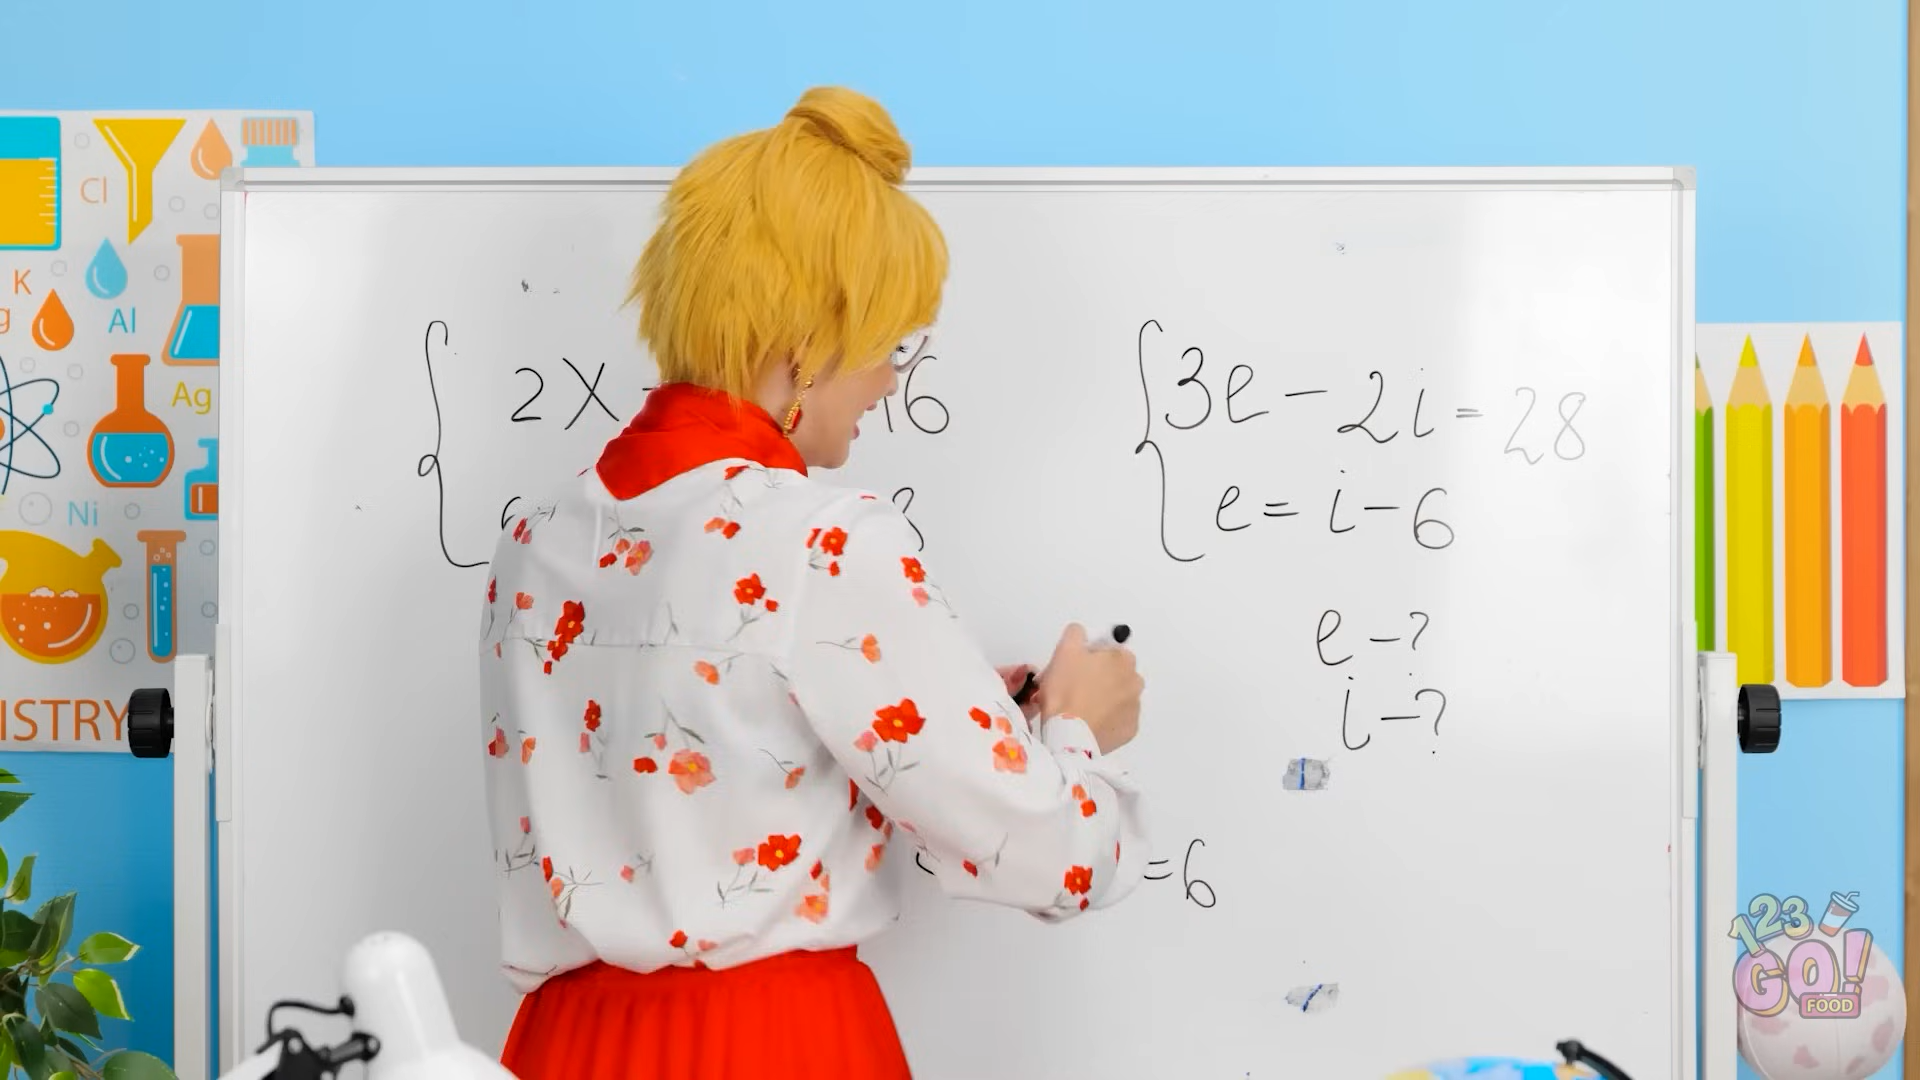 Cl
K
Al
Ag
Ni
ISTRY
2X
16
3e - 2i = 28
e = i - 6
e - ?
i - ?
= 6
123
GO!
FOOD